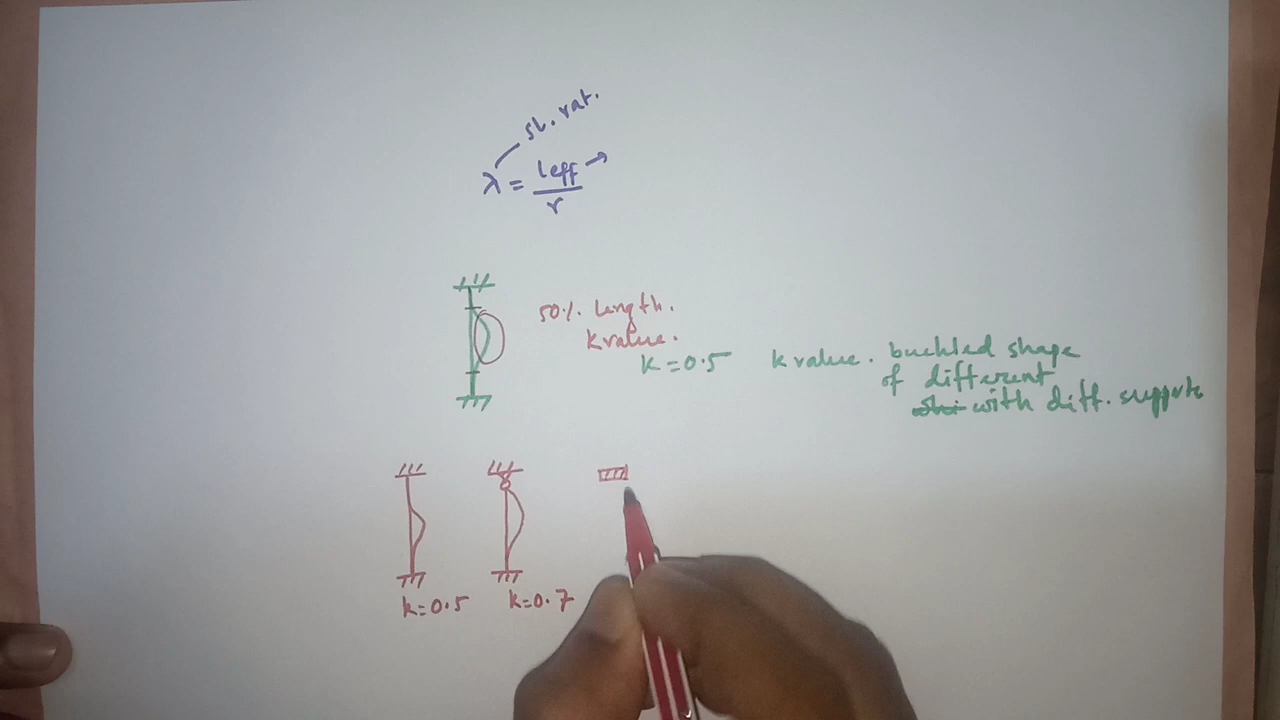 sl. rat.
λ = leff →
r
50%. Length.
k value.
k = 0.5
k value. buckled shape
of different
with diff. supports
k=0.5 k=0.7